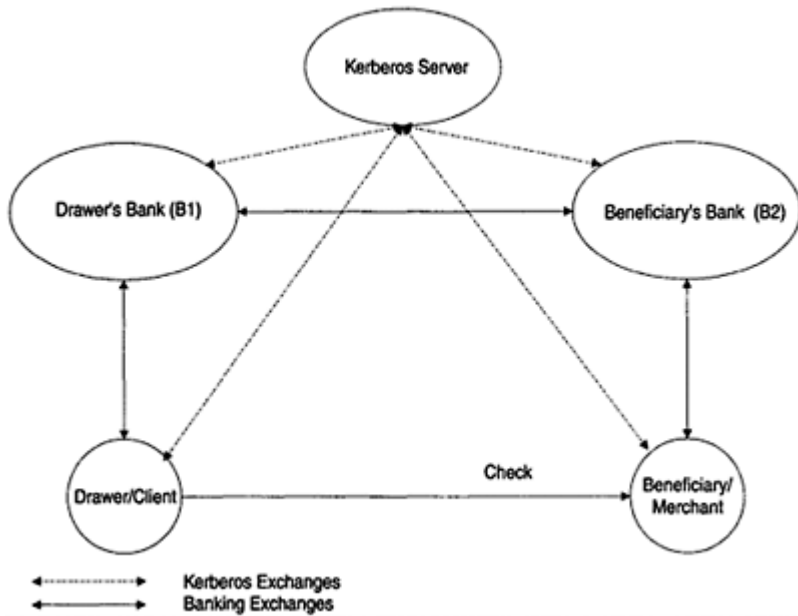 Kerberos Server
Drawer's Bank (B1)
Beneficiary's Bank (B2)
Check
Drawer/Client
Beneficiary/
Merchant
Kerberos Exchanges
Banking Exchanges